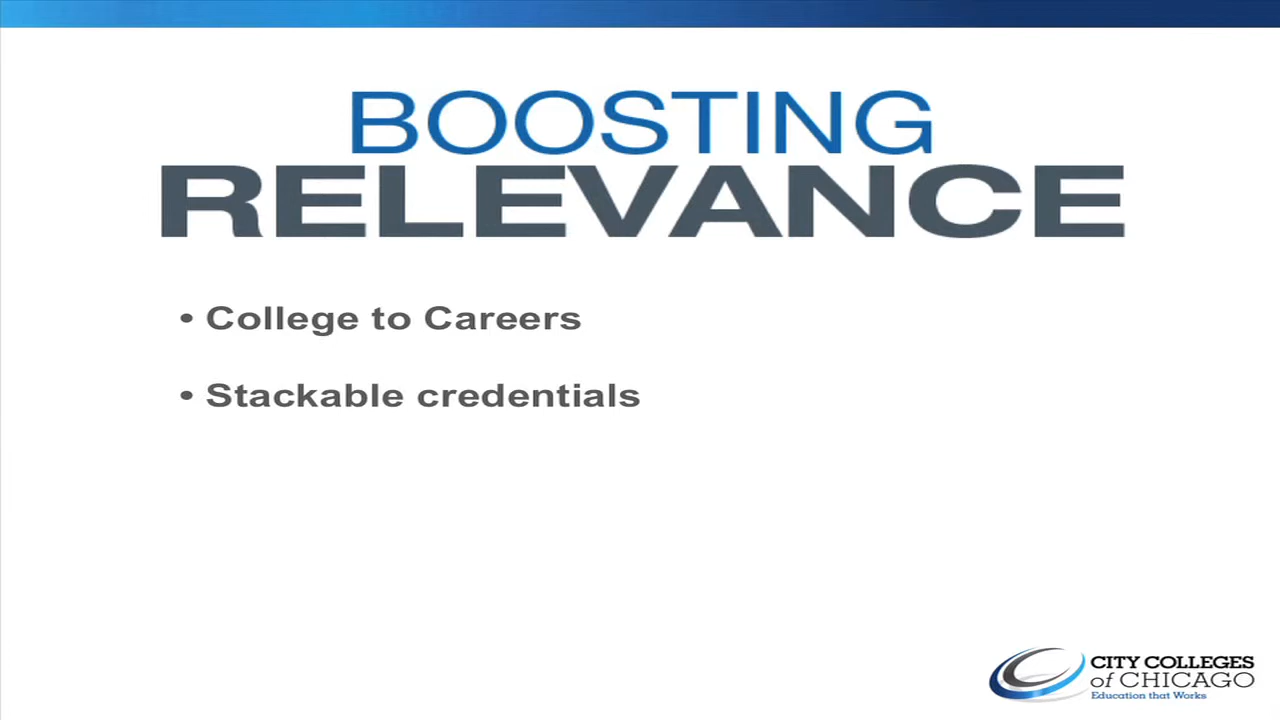 BOOSTING
RELEVANCE
• College to Careers
• Stackable credentials
CITY COLLEGES
of CHICAGO
Education that Works